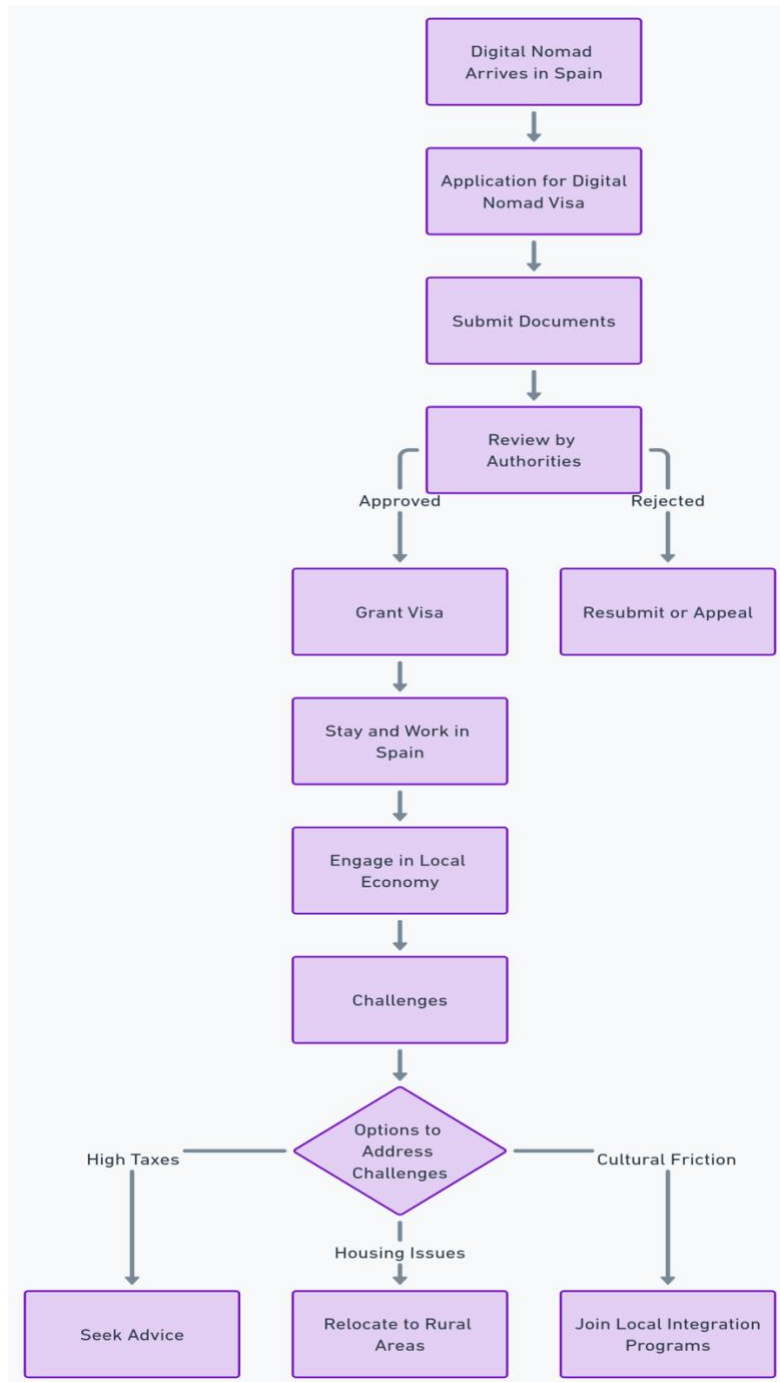 Digital Nomad
Arrives in Spain
Application for Digital
Nomad Visa
Submit Documents
Review by
Authorities
Approved
Rejected
Grant Visa
Resubmit or Appeal
Stay and Work in
Spain
Engage in Local
Economy
Challenges
Options to
Address
Challenges
High Taxes
Cultural Friction
Housing Issues
Seek Advice
Relocate to Rural
Areas
Join Local Integration
Programs